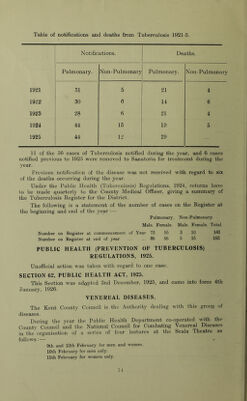 Table of notifications and deaths from Tuberculosis 1921-5.
Notifications. Deaths.
Pulmonary. Non-Pulmonary Pulmonary. Non-Pulmonary
1921 31 5 21 4
1922 30 6 14 6
1923 28 6 21 4
1924 44 15 19 5
1925 44 12 19
11 of the 56 cases of Tuberculosis notified during the year, and 6 cases
notified previous to 1925 were removed to Sanatoria for treatment during the
year.
Previous notification of the disease was not received with regard to six
of the deaths occurring during the year.
Under the Public Health (Tuberculosis) Regulations, 1924, returns have
to be made quarterly to the County Medical Officer, giving a summary of
the Tuberculosis Register for the District.
The following is a statement of the number of cases on the Register at
the beginning and end of the year :—
Pulmonary. Non-Pulmonary
Male Female Male Female Total
Number on Register at commencement of Year
Number on Register at end of year
PUBLIC HEALTH (PREVENTION OF TUBERCULOSIS)
REGULATIONS, 1925.
Unofficial action was taken with regard to one case.
SECTION 62, PUBLIC HEALTH ACT, 1925.
This Section was adopted 2nd December, 1925, and came into force 4th
January, 1926.
VENEREAL DISEASES.
The Kent County Council is the Authority dealing with this group of
diseases.
During the year the Public Health Department co-operated with the
County Council and the National Council for Combating Venereal Diseases
in the organisation of a series of four lectures at the Scala Theatre as
follows :—
9th and 13th February for men and women.
10th February for men only.
12th February for women only.
14